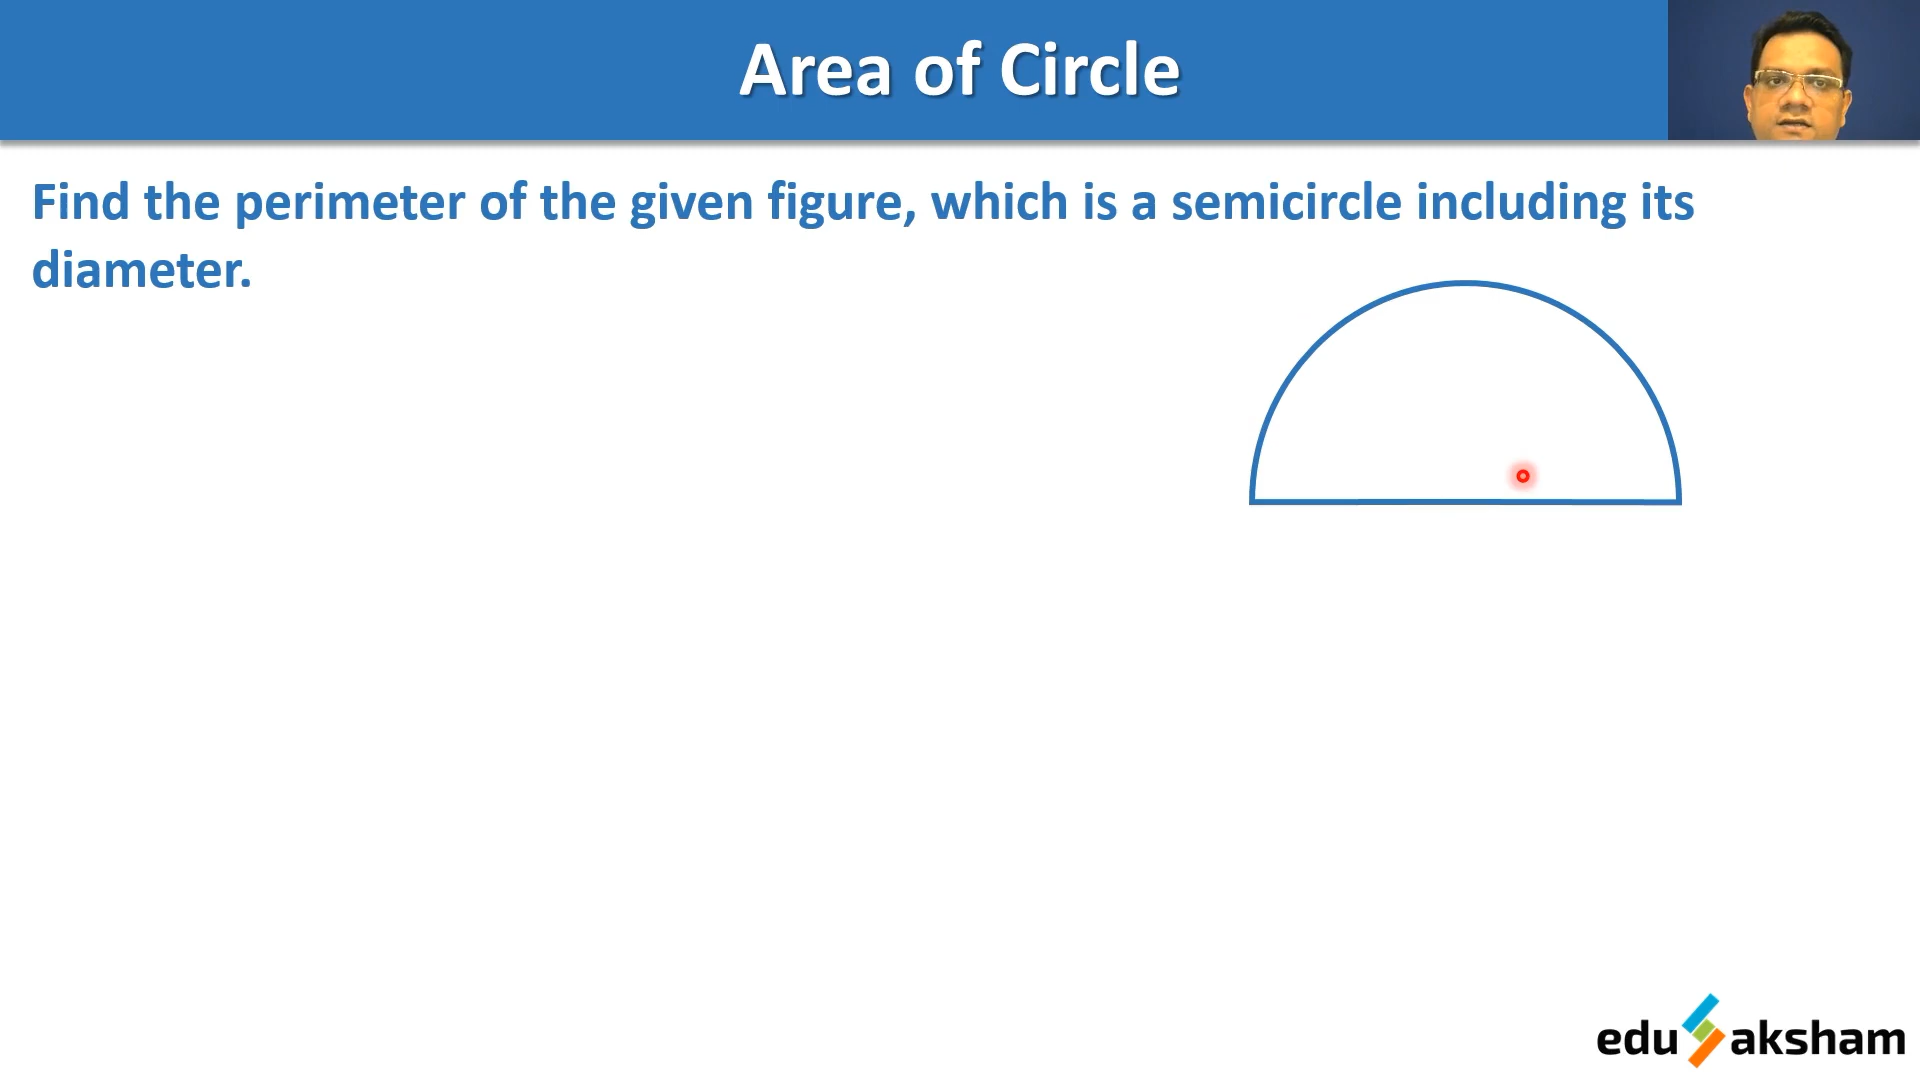 Area of Circle
Find the perimeter of the given figure, which is a semicircle including its
diameter.
edu aksham